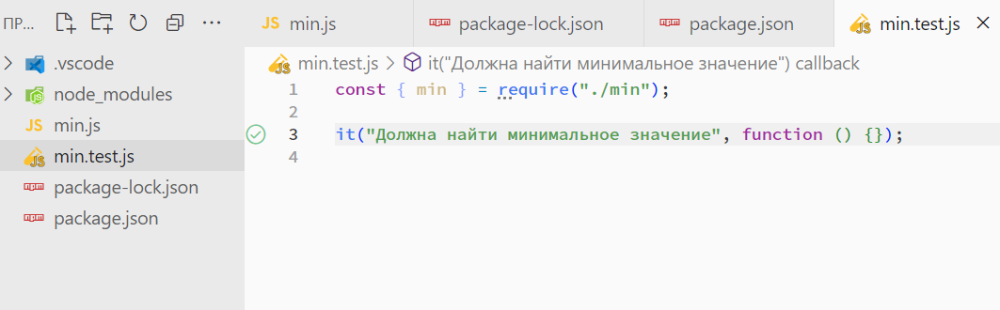 ПР...
min.js
package-lock.json
package.json
min.test.js
.vscode
node_modules
min.js
min.test.js
package-lock.json
package.json
min.test.js > it("Должна найти минимальное значение") callback
1 const { min } = require("./min");
2
3 it("Должна найти минимальное значение", function () {});
4